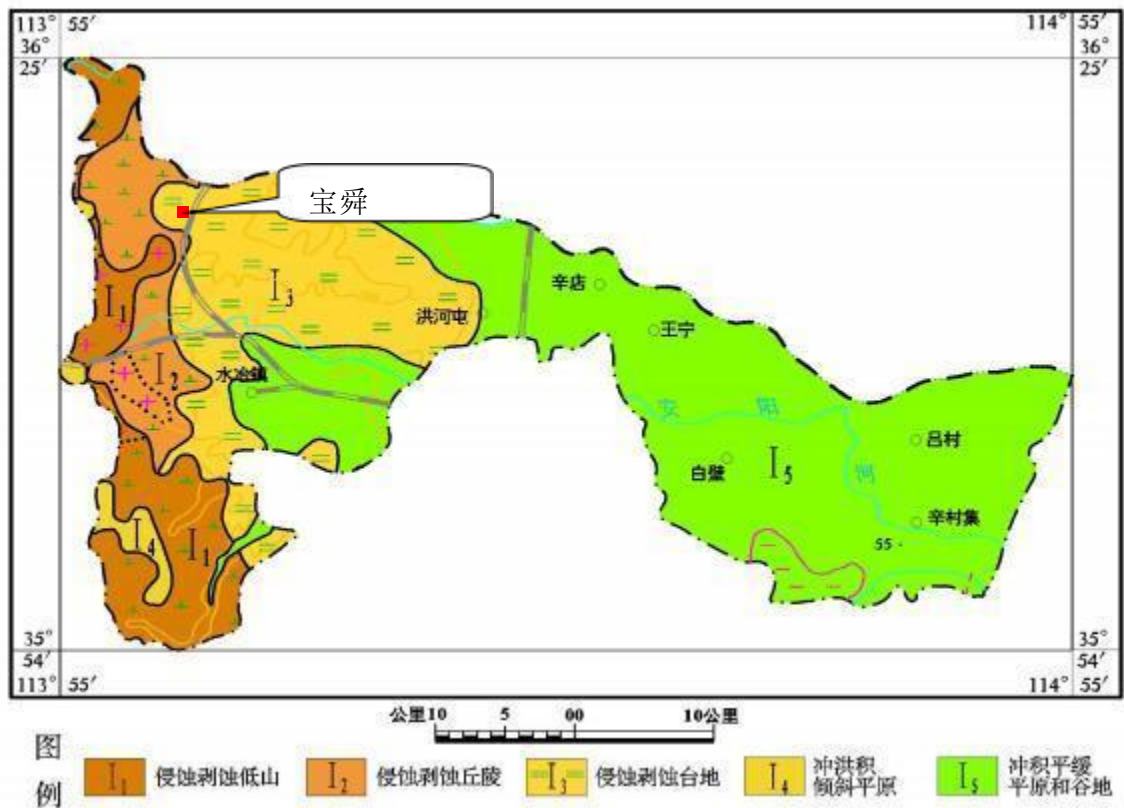 113° 55′
114° 55′
36° 25′
36° 25′
宝舜
I₁
I₃
I₂
洪河屯
辛店
王宁
水冶镇
安 阳 河
吕村
白壁
I₅
辛村集
55
I₄
I₁
35° 54′
35° 54′
113° 55′
114° 55′
公里10 5 00 10公里
图例
I₁ 侵蚀剥蚀低山
I₂ 侵蚀剥蚀丘陵
I₃ 侵蚀剥蚀台地
I₄ 冲洪积
倾斜平原
I₅ 冲积平缓
平原和谷地